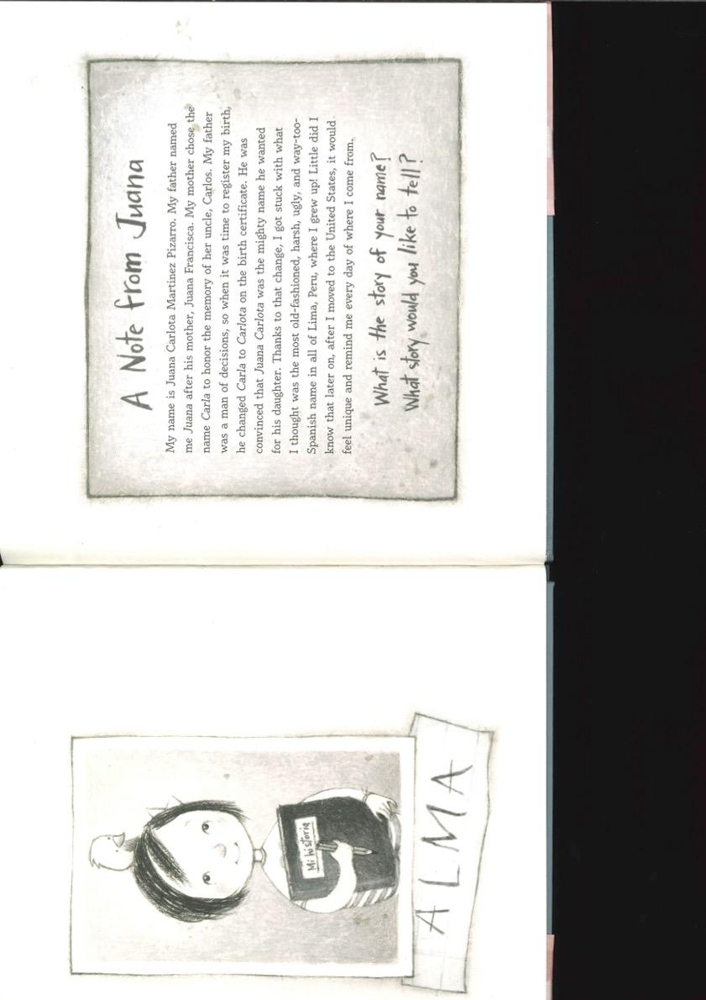 Mi historia
ALMA
A Note from Juana
My name is Juana Carlota Martinez Pizarro. My father named
me Juana after his mother, Juana Francisca. My mother chose the
name Carla to honor the memory of her uncle, Carlos. My father
was a man of decisions, so when it was time to register my birth,
he changed Carla to Carlota on the birth certificate. He was
convinced that Juana Carlota was the mighty name he wanted
for his daughter. Thanks to that change, I got stuck with what
I thought was the most old-fashioned, harsh, ugly, and way-too-
Spanish name in all of Lima, Peru, where I grew up! Little did I
know that later on, after I moved to the United States, it would
feel unique and remind me every day of where I come from.
What is the story of your name?
What story would you like to tell?